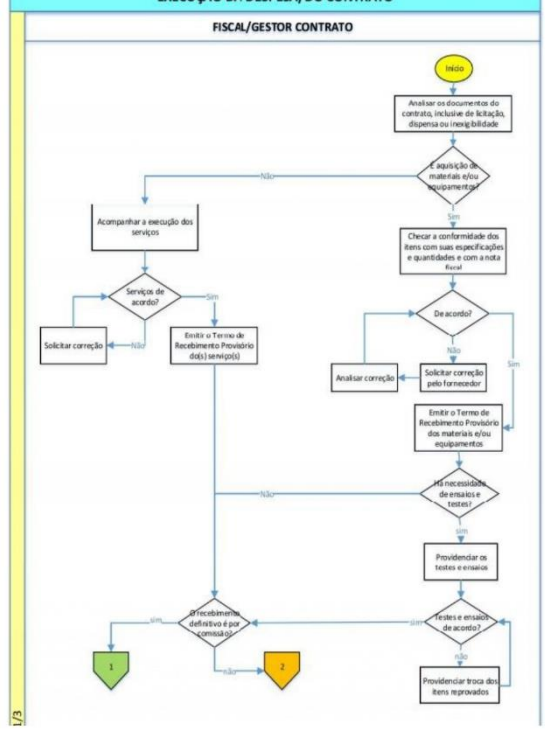 FISCAL/GESTOR CONTRATO
Início
Analisar os documentos do
contrato, inclusive de licitação,
dispensa ou inexigibilidade
É aquisição de
materiais e/ou
equipamentos?
Não
Sim
Acompanhar a execução dos
serviços
Checar a conformidade dos
itens com suas especificações
e quantidades e com a nota
fiscal
Serviços de
acordo?
Sim
Não
Solicitar correção
Emitir o Termo de
Recebimento Provisório
do(s) serviço(s)
De acordo?
Não
Sim
Analisar correção
Solicitar correção
pelo fornecedor
Emitir o Termo de
Recebimento Provisório
dos materiais e/ou
equipamentos
Há necessidade
de ensaios e
testes?
Não
sim
Providenciar os
testes e ensaios
O recebimento
definitivo é por
comissão?
sim
não
Testes e ensaios
de acordo?
sim
não
1
2
Providenciar troca dos
itens reprovados
1/3